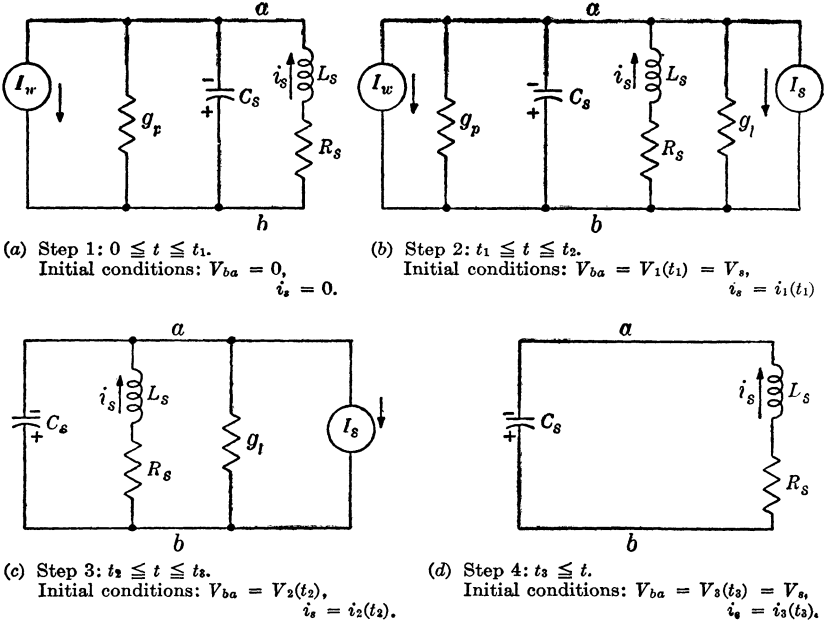 a
a
I_w
g_p
C_s
i_s
L_s
R_s
b
I_w
g_p
C_s
i_s
L_s
R_s
g_l
I_s
b
(a) Step 1: 0 ≦ t ≦ t₁.
Initial conditions: V_ba = 0,
i_s = 0.
(b) Step 2: t₁ ≦ t ≦ t₂.
Initial conditions: V_ba = V₁(t₁) = V_s,
i_s = i₁(t₁)
a
C_s
i_s
L_s
R_s
g_l
I_s
b
a
C_s
i_s
L_s
R_s
b
(c) Step 3: t₂ ≦ t ≦ t₃.
Initial conditions: V_ba = V₂(t₂),
i_s = i₂(t₂).
(d) Step 4: t₃ ≦ t.
Initial conditions: V_ba = V₃(t₃) = V_s,
i_s = i₃(t₃).